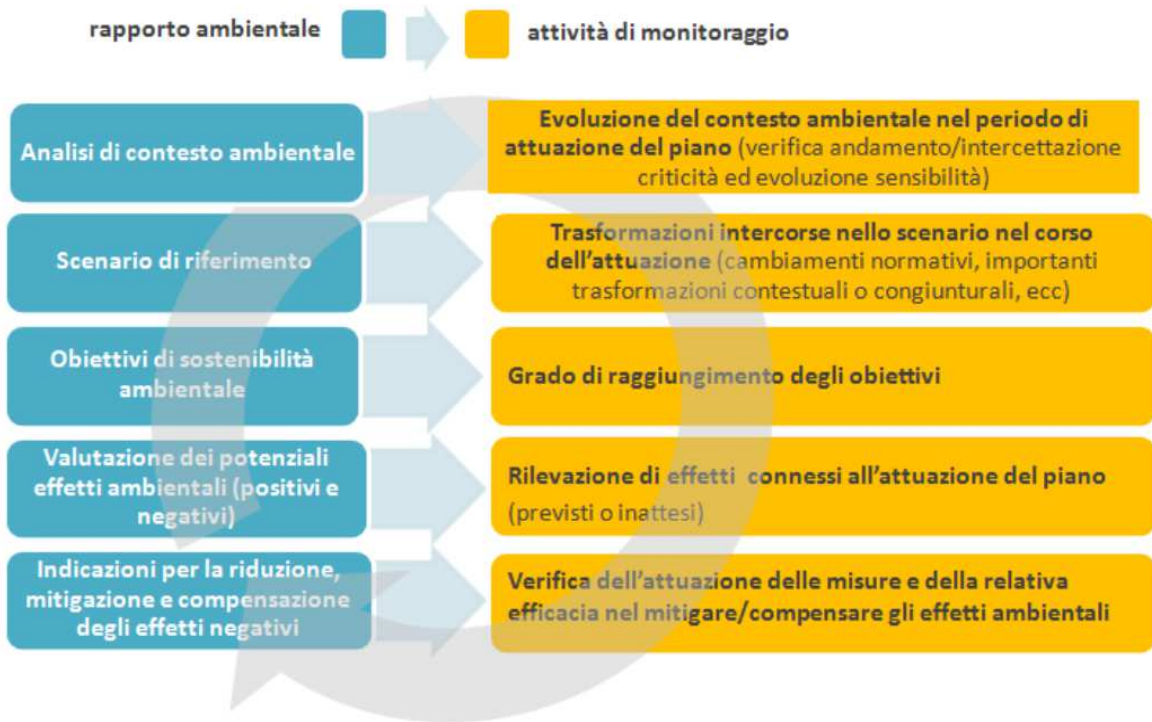 rapporto ambientale
attività di monitoraggio
Analisi di contesto ambientale
Evoluzione del contesto ambientale nel periodo di
attuazione del piano (verifica andamento/intercettazione
criticità ed evoluzione sensibilità)
Scenario di riferimento
Trasformazioni intercorse nello scenario nel corso
dell'attuazione (cambiamenti normativi, importanti
trasformazioni contestuali o congiunturali, ecc)
Obiettivi di sostenibilità
ambientale
Grado di raggiungimento degli obiettivi
Valutazione dei potenziali
effetti ambientali (positivi e
negativi)
Rilevazione di effetti connessi all'attuazione del piano
(previsti o inattesi)
Indicazioni per la riduzione,
mitigazione e compensazione
degli effetti negativi
Verifica dell'attuazione delle misure e della relativa
efficacia nel mitigare/compensare gli effetti ambientali